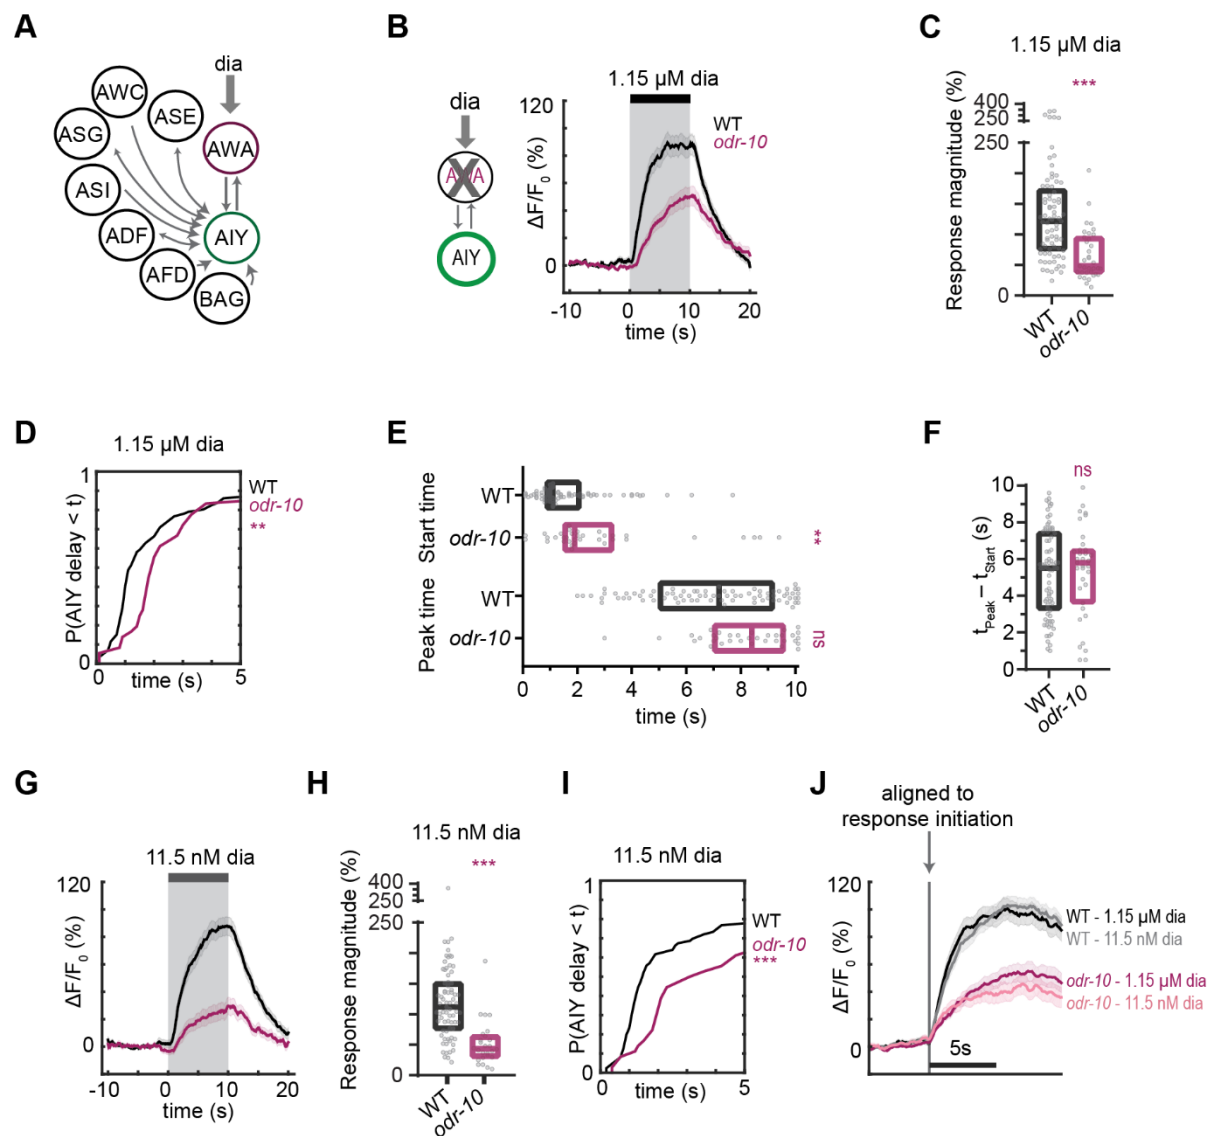 A
dia
AWC
ASE
ASG
AWA
ASI
ADF
AIY
AFD
BAG
B
dia
AWA
AIY
1.15 µM dia
120
WT
odr-10
ΔF/F0 (%)
0
-10
0
10
20
time (s)
C
1.15 µM dia
***
400
250
250
Response magnitude (%)
0
WT
odr-10
D
1.15 µM dia
1
WT
odr-10
**
P(AIY delay < t)
0
0
5
time (s)
E
Start time
WT
odr-10
**
Peak time
WT
odr-10
ns
0
2
4
6
8
10
time (s)
F
ns
10
8
6
4
2
0
tPeak – tStart (s)
WT
odr-10
G
11.5 nM dia
120
ΔF/F0 (%)
0
-10
0
10
20
time (s)
H
11.5 nM dia
***
400
250
250
Response magnitude (%)
0
WT
odr-10
I
11.5 nM dia
1
WT
odr-10
***
P(AIY delay < t)
0
0
5
time (s)
J
aligned to
response initiation
120
WT - 1.15 µM dia
WT - 11.5 nM dia
odr-10 - 1.15 µM dia
odr-10 - 11.5 nM dia
ΔF/F0 (%)
0
5s